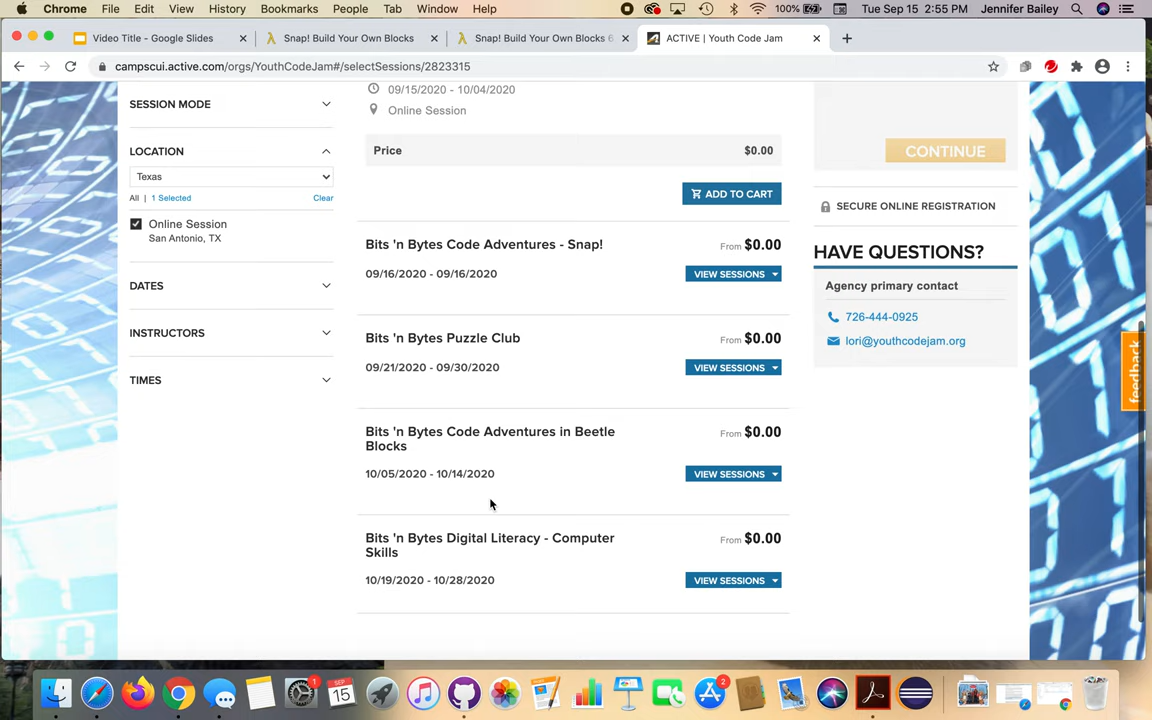 Chrome File Edit View History Bookmarks People Tab Window Help 100% Tue Sep 15 2:55 PM Jennifer Bailey
Video Title - Google Slides
Snap! Build Your Own Blocks
Snap! Build Your Own Blocks 6
ACTIVE | Youth Code Jam
campscui.active.com/orgs/YouthCodeJam#/selectSessions/2823315
SESSION MODE
LOCATION
Texas
All | 1 Selected Clear
Online Session
San Antonio, TX
DATES
INSTRUCTORS
TIMES
09/15/2020 - 10/04/2020
Online Session
Price $0.00
ADD TO CART
Bits 'n Bytes Code Adventures - Snap! From $0.00
09/16/2020 - 09/16/2020 VIEW SESSIONS
Bits 'n Bytes Puzzle Club From $0.00
09/21/2020 - 09/30/2020 VIEW SESSIONS
Bits 'n Bytes Code Adventures in Beetle From $0.00
Blocks
10/05/2020 - 10/14/2020 VIEW SESSIONS
Bits 'n Bytes Digital Literacy - Computer From $0.00
Skills
10/19/2020 - 10/28/2020 VIEW SESSIONS
CONTINUE
SECURE ONLINE REGISTRATION
HAVE QUESTIONS?
Agency primary contact
726-444-0925
lori@youthcodejam.org
feedback
1
SEP
15
2